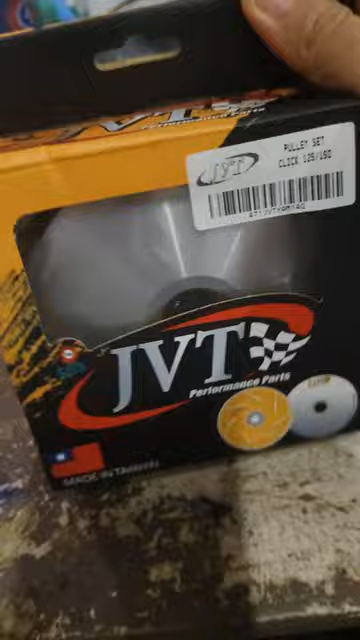 JVT
PULLEY SET
CLICK 125/150
JVT
Performance Parts
MADE IN TAIWAN